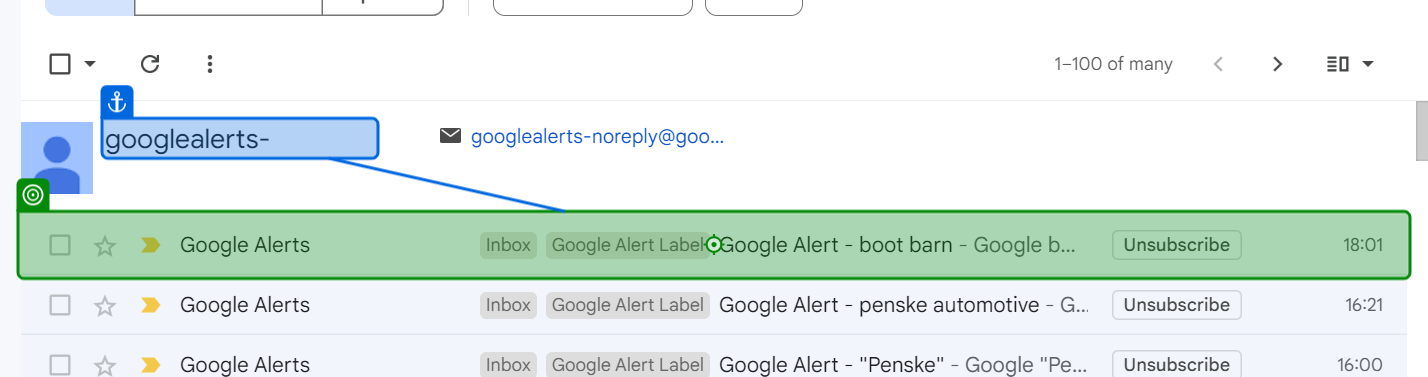 1–100 of many
googlealerts-
googlealerts-noreply@goo...
Google Alerts Inbox Google Alert Label Google Alert - boot barn - Google b... Unsubscribe 18:01
Google Alerts Inbox Google Alert Label Google Alert - penske automotive - G... Unsubscribe 16:21
Google Alerts Inbox Google Alert Label Google Alert - "Penske" - Google "Pe... Unsubscribe 16:00